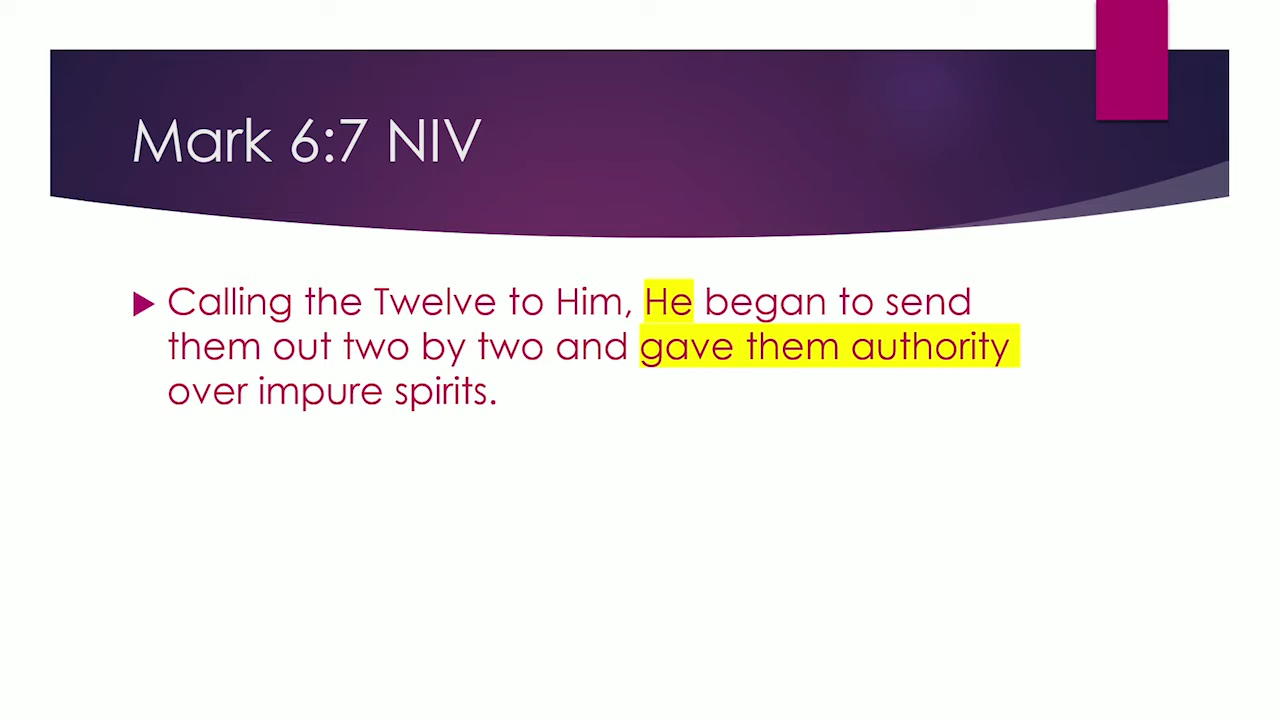 Mark 6:7 NIV
Calling the Twelve to Him, He began to send
them out two by two and gave them authority
over impure spirits.